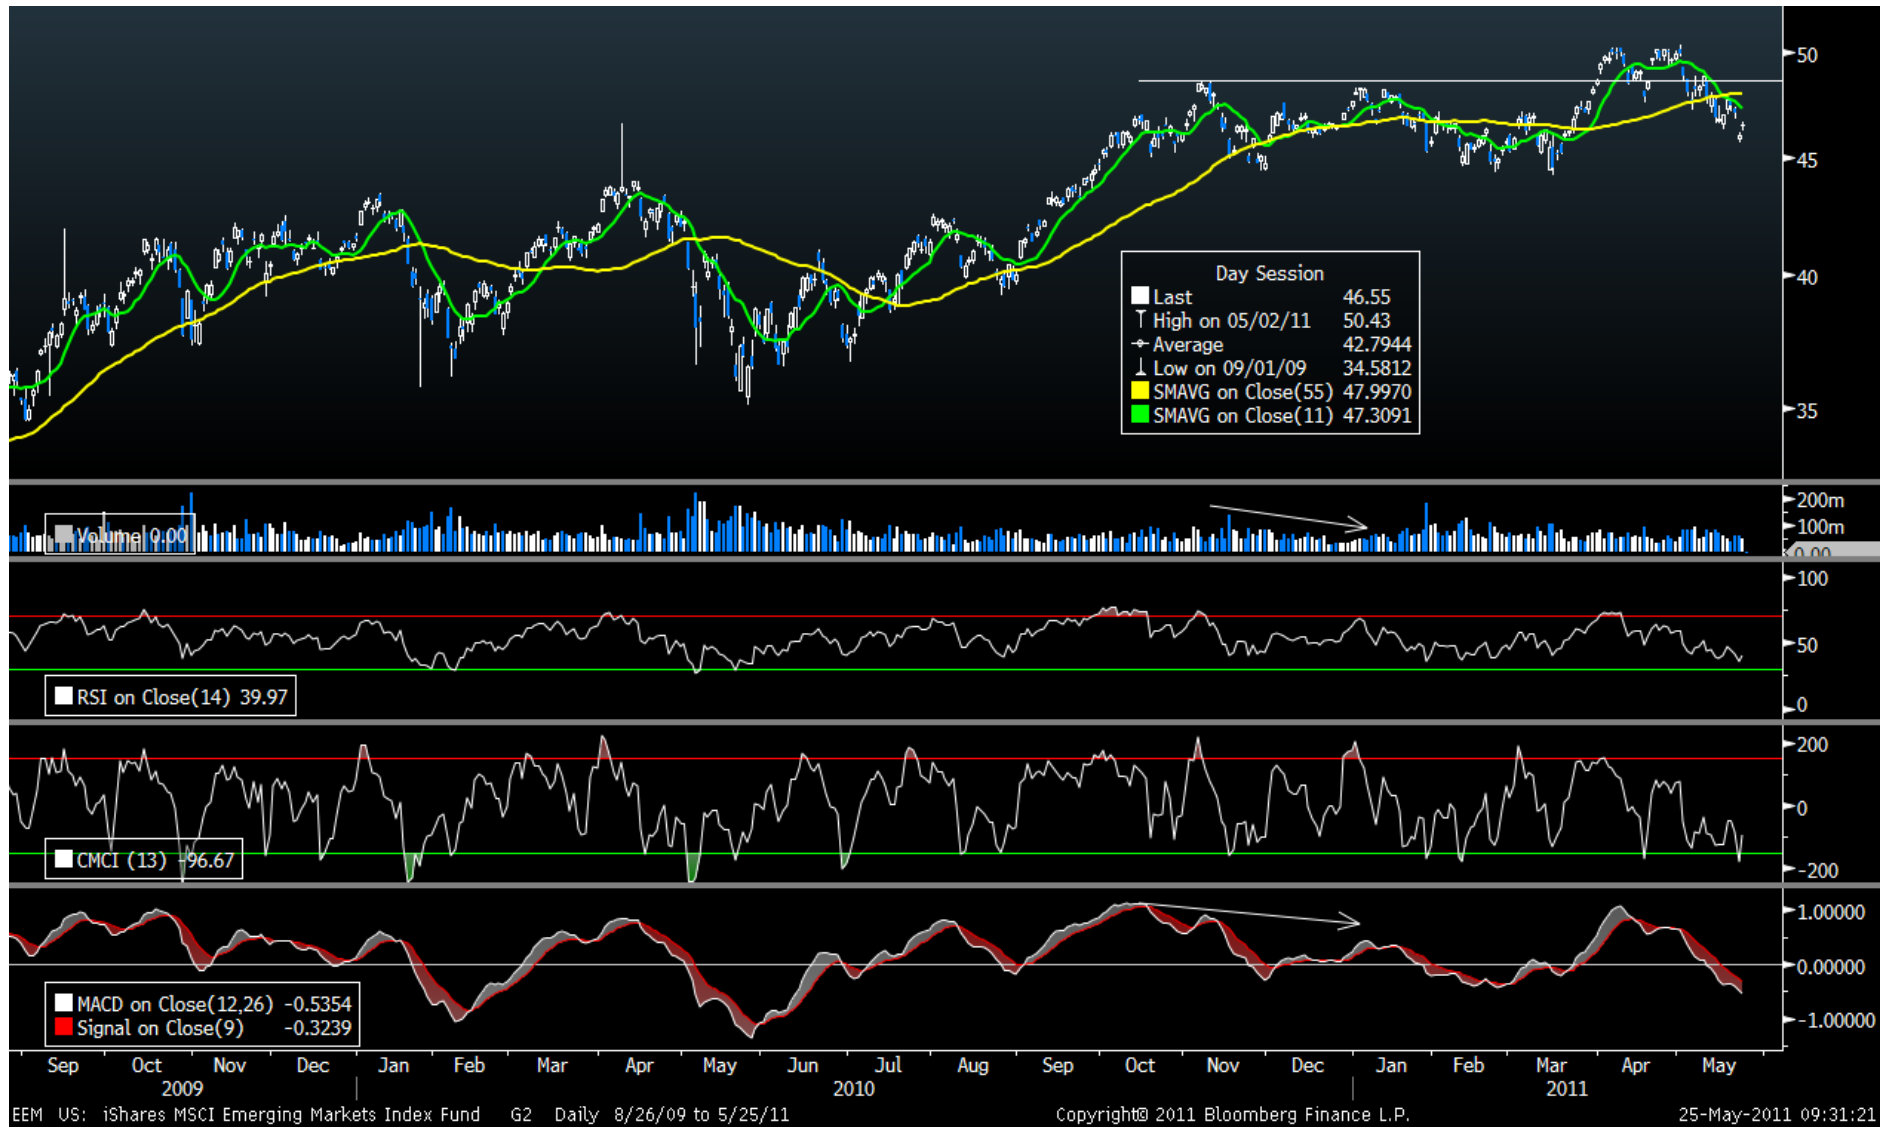 50
45
40
35
Day Session
Last 46.55
High on 05/02/11 50.43
Average 42.7944
Low on 09/01/09 34.5812
SMAVG on Close(55) 47.9970
SMAVG on Close(11) 47.3091
200m
100m
0.00
Volume 0.00
100
50
0
RSI on Close(14) 39.97
200
0
-200
CMCI (13) -96.67
1.00000
0.00000
-1.00000
MACD on Close(12,26) -0.5354
Signal on Close(9) -0.3239
Sep Oct Nov Dec Jan Feb Mar Apr May Jun Jul Aug Sep Oct Nov Dec Jan Feb Mar Apr May
2009 2010 2011
EEM US: iShares MSCI Emerging Markets Index Fund G2 Daily 8/26/09 to 5/25/11 Copyright© 2011 Bloomberg Finance L.P. 25-May-2011 09:31:21